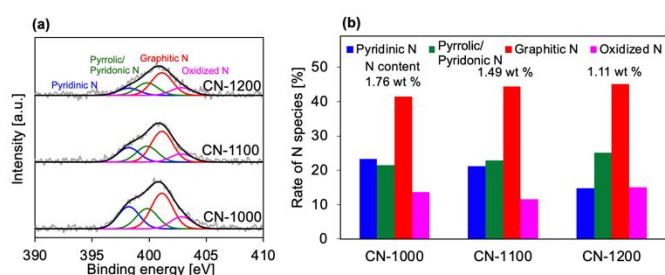 (a)
Pyrrolic/
Pyridonic N
Graphitic N
Pyridinic N
Oxidized N
CN-1200
CN-1100
CN-1000
Intensity [a.u.]
390 395 400 405 410
Binding energy [eV]
(b)
Pyridinic N
Pyrrolic/
Pyridonic N
Graphitic N
Oxidized N
N content
1.76 wt %
1.49 wt %
1.11 wt %
Rate of N species [%]
50
40
30
20
10
0
CN-1000 CN-1100 CN-1200